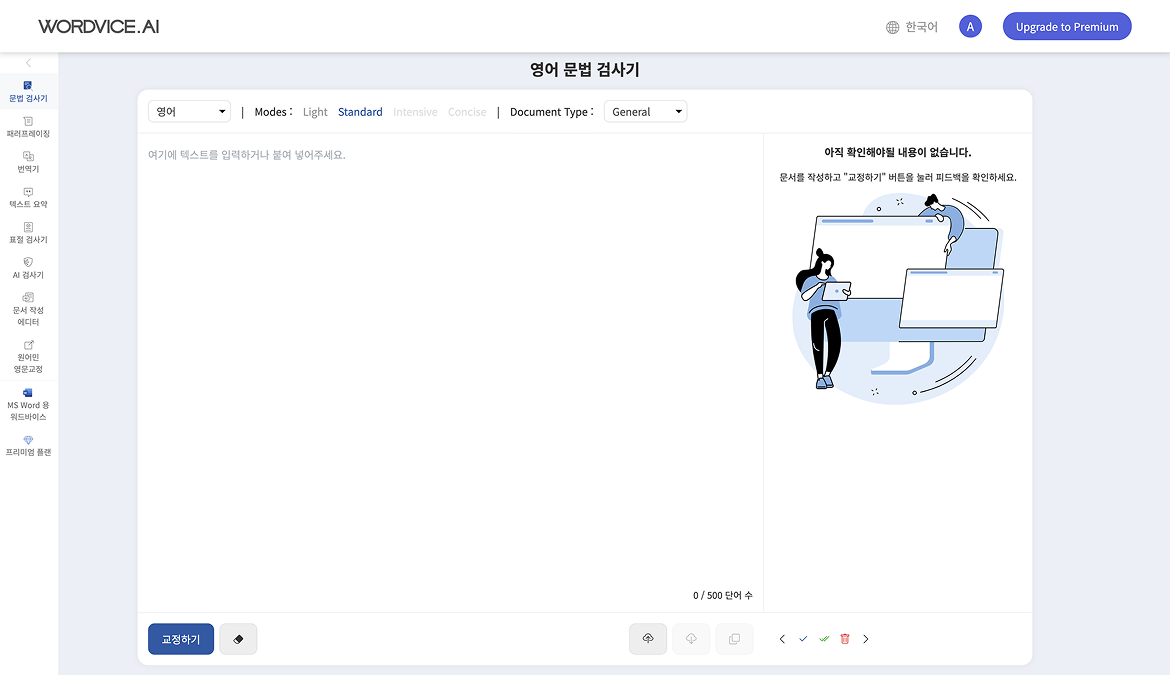 WORDVICE.AI
한국어
A
Upgrade to Premium
문법 검사기
패러프레이징
번역기
텍스트 요약
표절 검사기
AI 검사기
문서 작성
에디터
원어민
영문교정
MS Word 용
워드바이스
프리미엄 플랜
영어 문법 검사기
영어 | Modes : Light Standard Intensive Concise | Document Type : General
여기에 텍스트를 입력하거나 붙여 넣어주세요.
0 / 500 단어 수
아직 확인해야될 내용이 없습니다.
문서를 작성하고 "교정하기" 버튼을 눌러 피드백을 확인하세요.
교정하기